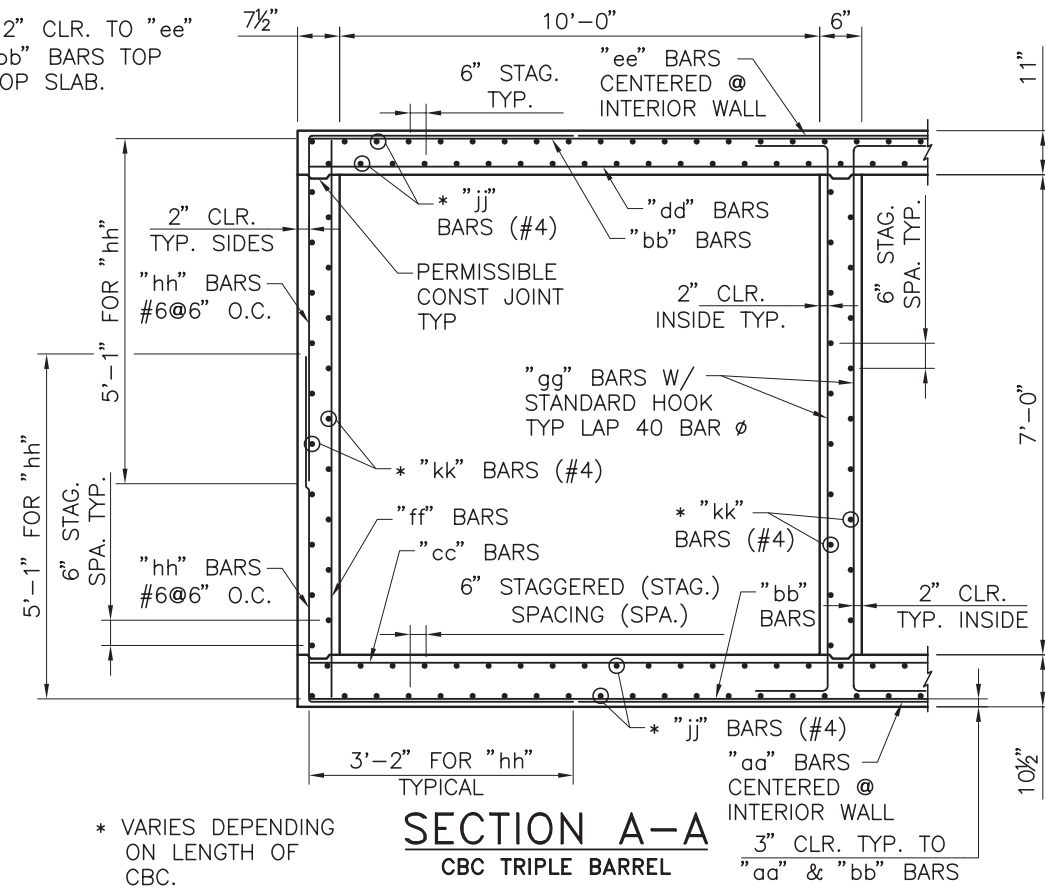 2" CLR. TO "ee"
bb" BARS TOP
OP SLAB.
7½"
10'-0"
6"
11"
6" STAG.
TYP.
"ee" BARS
CENTERED @
INTERIOR WALL
* "jj"
BARS (#4)
"dd" BARS
"bb" BARS
2" CLR.
TYP. SIDES
5'-1" FOR "hh"
"hh" BARS
#6@6" O.C.
PERMISSIBLE
CONST JOINT
TYP
2" CLR.
INSIDE TYP.
6" STAG.
SPA. TYP.
"gg" BARS W/
STANDARD HOOK
TYP LAP 40 BAR ø
7'-0"
* "kk" BARS (#4)
5'-1" FOR "hh"
6" STAG.
SPA. TYP.
"ff" BARS
"cc" BARS
* "kk"
BARS (#4)
"hh" BARS
#6@6" O.C.
6" STAGGERED (STAG.)
SPACING (SPA.)
"bb"
BARS
2" CLR.
TYP. INSIDE
* "jj" BARS (#4)
3'-2" FOR "hh"
TYPICAL
"aa" BARS
CENTERED @
INTERIOR WALL
10½"
* VARIES DEPENDING
ON LENGTH OF
CBC.
SECTION A-A
CBC TRIPLE BARREL
3" CLR. TYP. TO
"aa" & "bb" BARS